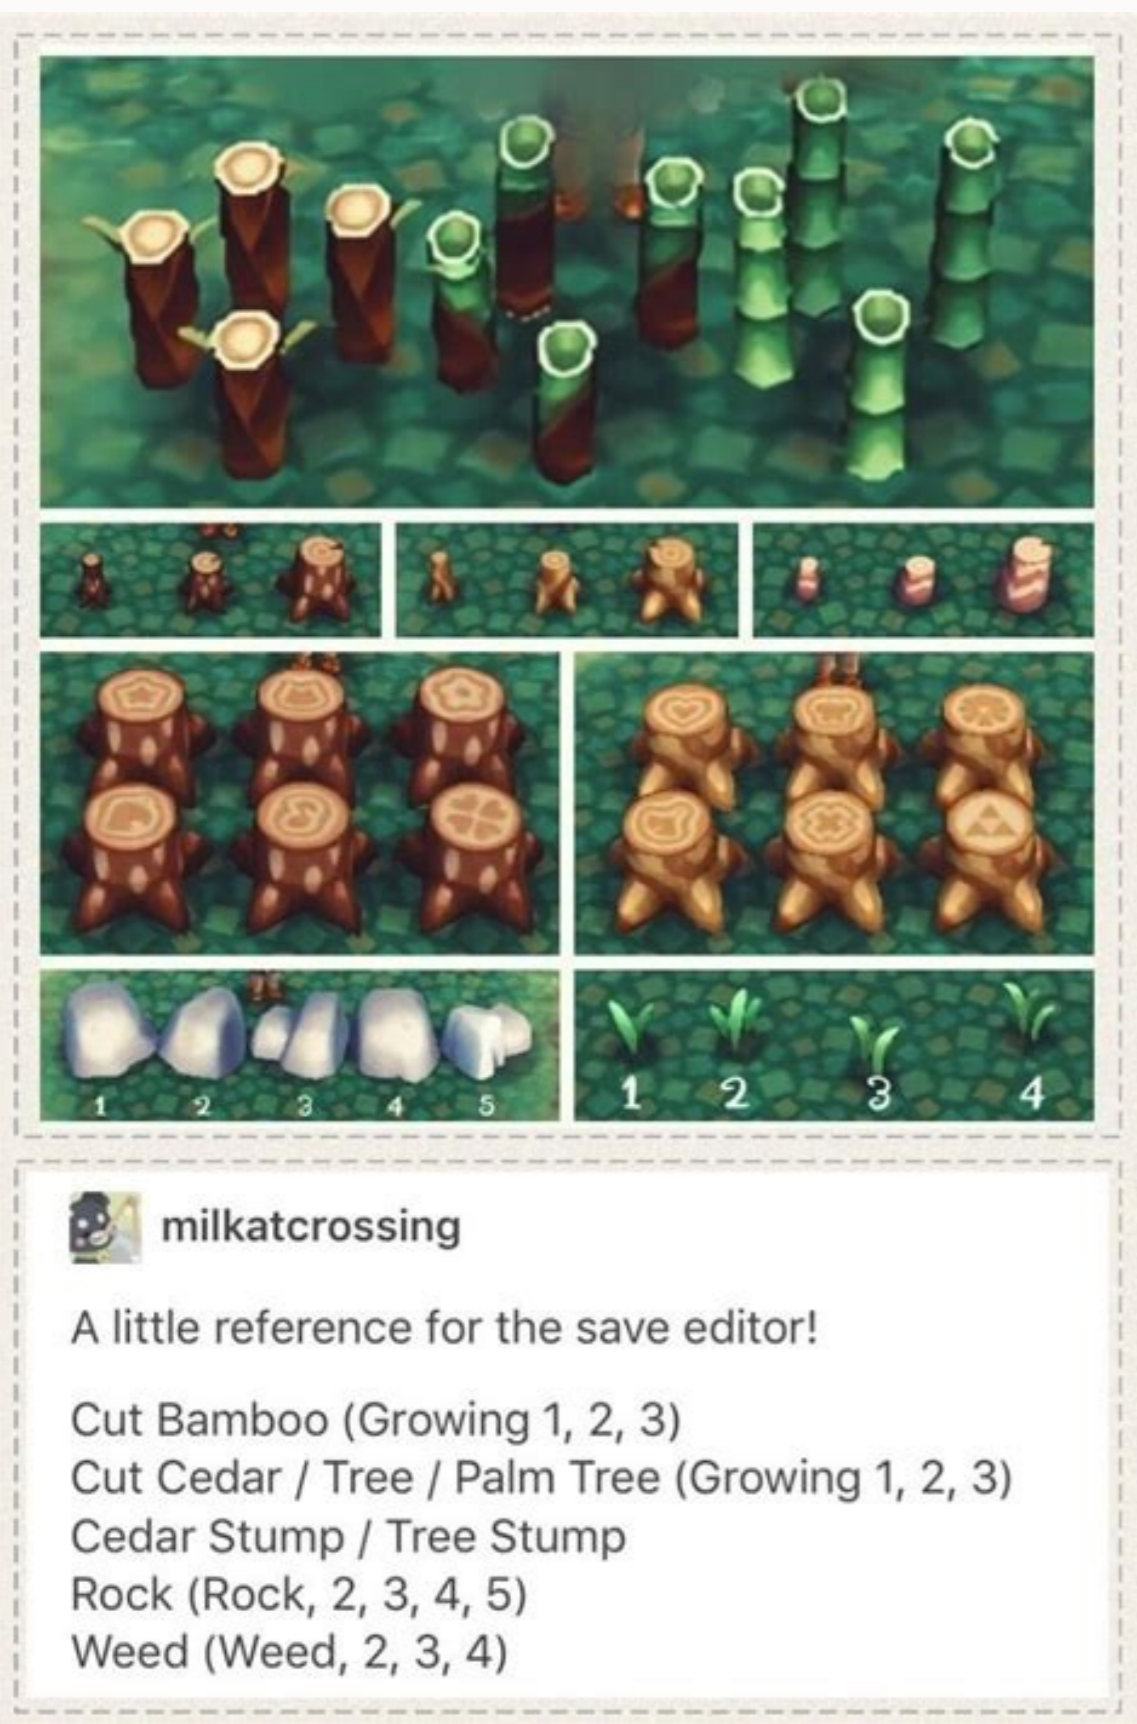 1 2 3 4 5
1 2 3 4
milkatcrossing
A little reference for the save editor!
Cut Bamboo (Growing 1, 2, 3)
Cut Cedar / Tree / Palm Tree (Growing 1, 2, 3)
Cedar Stump / Tree Stump
Rock (Rock, 2, 3, 4, 5)
Weed (Weed, 2, 3, 4)